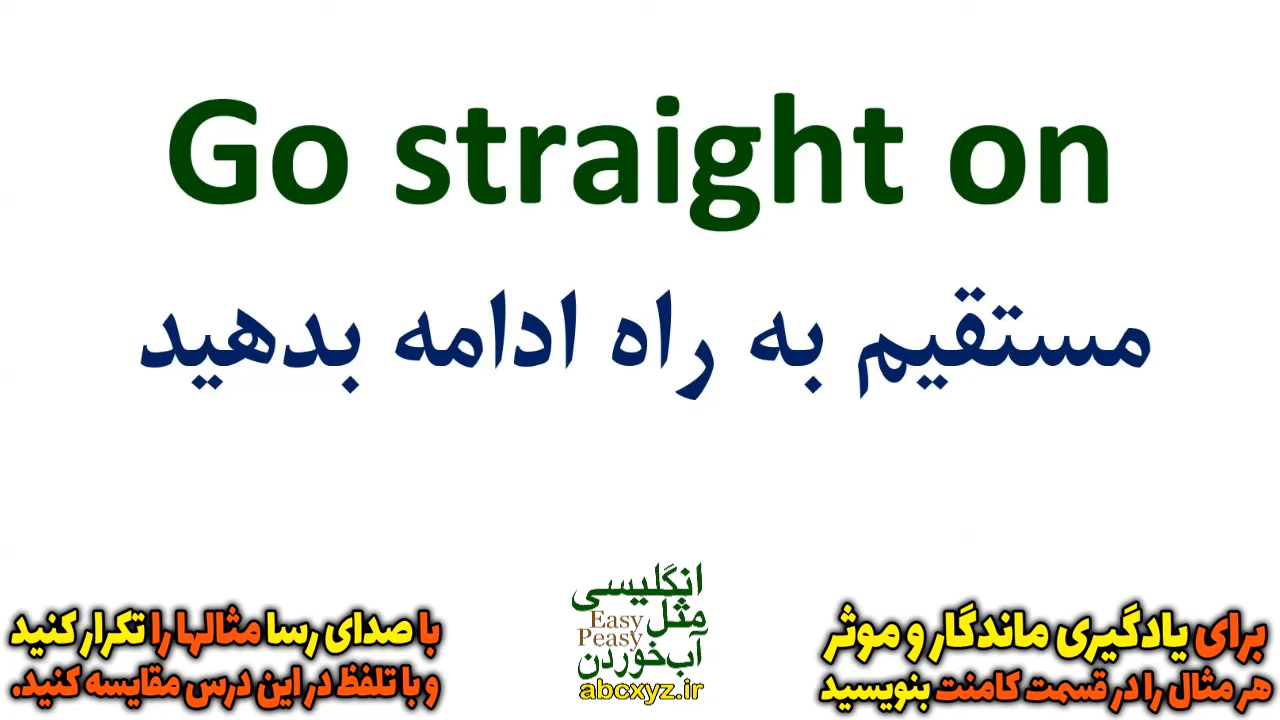 Go straight on
مستقیم به راه ادامه بدهید
برای یادگیری ماندگار و موثر
هر مثال را در قسمت کامنت بنویسید
انگلیسی
مثل Easy
Peasy
آب‌خوردن
abcxyz.ir
با صدای رسا مثالها را تکرار کنید
و با تلفظ در این درس مقایسه کنید.